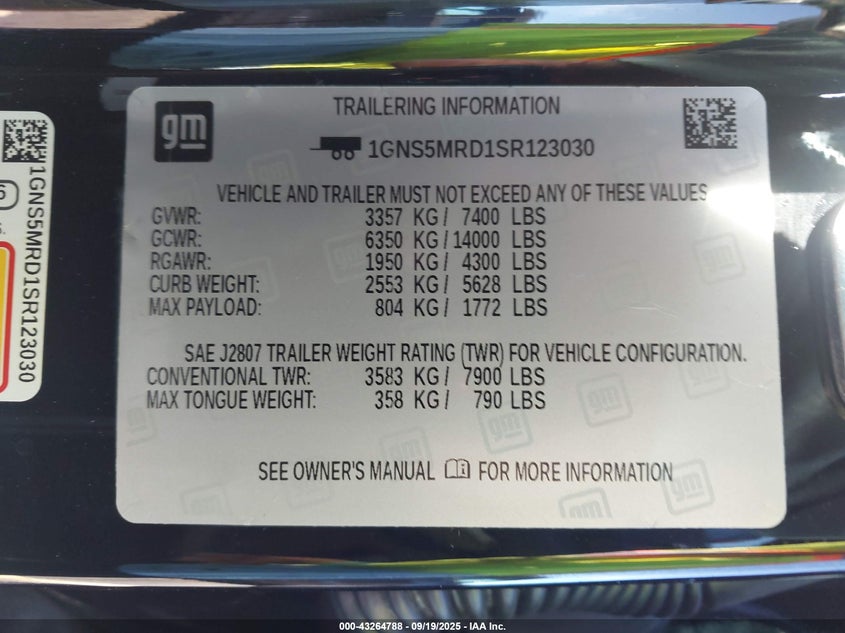 gm
TRAILERING INFORMATION
1GNS5MRD1SR123030
VEHICLE AND TRAILER MUST NOT EXCEED ANY OF THESE VALUES
GVWR: 3357 KG / 7400 LBS
GCWR: 6350 KG / 14000 LBS
RGAWR: 1950 KG / 4300 LBS
CURB WEIGHT: 2553 KG / 5628 LBS
MAX PAYLOAD: 804 KG / 1772 LBS
SAE J2807 TRAILER WEIGHT RATING (TWR) FOR VEHICLE CONFIGURATION.
CONVENTIONAL TWR: 3583 KG / 7900 LBS
MAX TONGUE WEIGHT: 358 KG / 790 LBS
SEE OWNER'S MANUAL FOR MORE INFORMATION
1GNS5MRD1SR123030
000-43264788 - 09/19/2025 - IAA Inc.